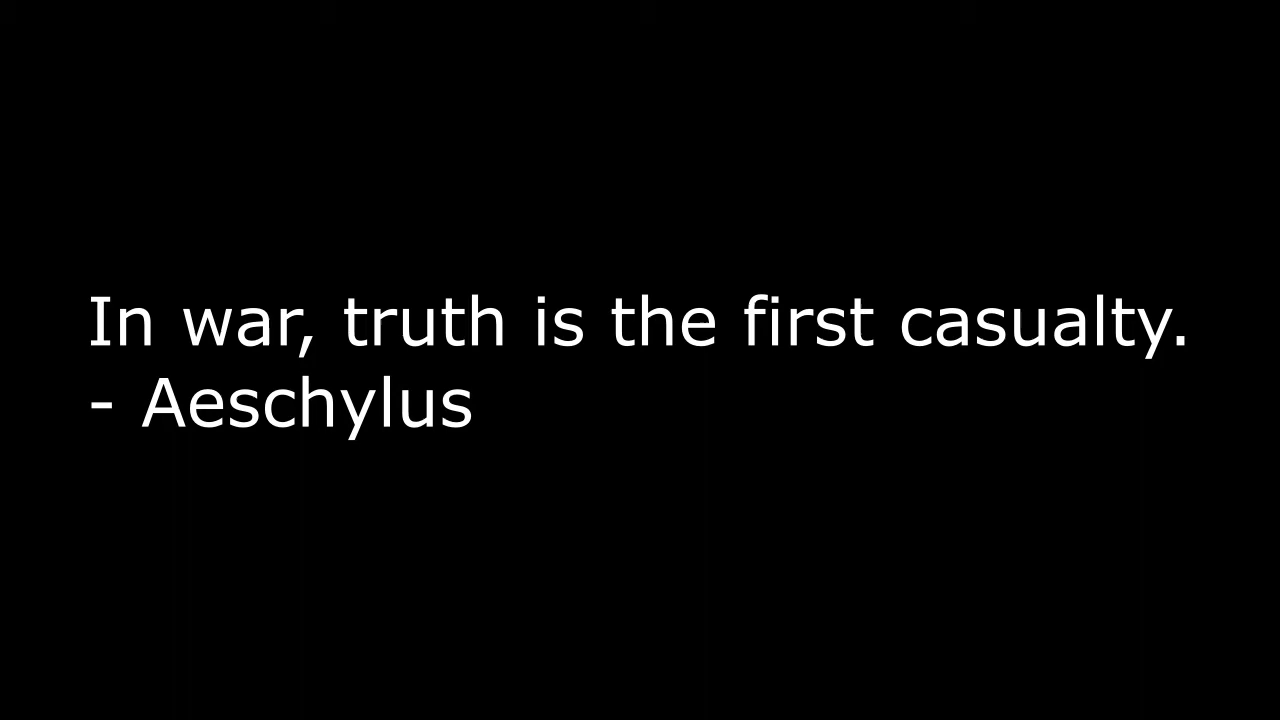 In war, truth is the first casualty.
- Aeschylus